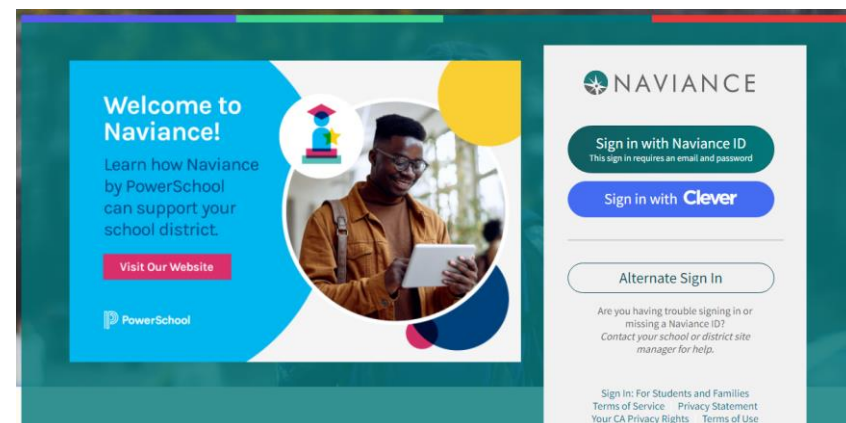 Welcome to
Naviance!
Learn how Naviance
by PowerSchool
can support your
school district.
Visit Our Website
PowerSchool
NAVIANCE
Sign in with Naviance ID
This sign in requires an email and password
Sign in with Clever
Alternate Sign In
Are you having trouble signing in or
missing a Naviance ID?
Contact your school or district site
manager for help.
Sign In: For Students and Families
Terms of Service Privacy Statement
Your CA Privacy Rights Terms of Use